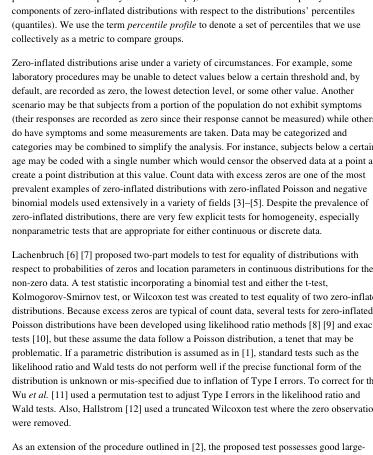 components of zero-inflated distributions with respect to the distributions' percentiles
(quantiles). We use the term percentile profile to denote a set of percentiles that we use
collectively as a metric to compare groups.
Zero-inflated distributions arise under a variety of circumstances. For example, some
laboratory procedures may be unable to detect values below a certain threshold and, by
default, are recorded as zero, the lowest detection level, or some other value. Another
scenario may be that subjects from a portion of the population do not exhibit symptoms
(their responses are recorded as zero since their response cannot be measured) while other
do have symptoms and some measurements are taken. Data may be categorized and
categories may be combined to simplify the analysis. For instance, subjects below a certain
age may be coded with a single number which would censor the observed data at a point a
create a point distribution at this value. Count data with excess zeros are one of the most
prevalent examples of zero-inflated distributions with zero-inflated Poisson and negative
binomial models used extensively in a variety of fields [3]–[5]. Despite the prevalence of
zero-inflated distributions, there are very few explicit tests for homogeneity, especially
nonparametric tests that are appropriate for either continuous or discrete data.
Lachenbruch [6] [7] proposed two-part models to test for equality of distributions with
respect to probabilities of zeros and location parameters in continuous distributions for the
non-zero data. A test statistic incorporating a binomial test and either the t-test,
Kolmogorov-Smirnov test, or Wilcoxon test was created to test equality of two zero-inflate
distributions. Because excess zeros are typical of count data, several tests for zero-inflated
Poisson distributions have been developed using likelihood ratio methods [8] [9] and exac
tests [10], but these assume the data follow a Poisson distribution, a tenet that may be
problematic. If a parametric distribution is assumed as in [1], standard tests such as the
likelihood ratio and Wald tests do not perform well if the precise functional form of the
distribution is unknown or mis-specified due to inflation of Type I errors. To correct for th
Wu et al. [11] used a permutation test to adjust Type I errors in the likelihood ratio and
Wald tests. Also, Hallstrom [12] used a truncated Wilcoxon test where the zero observatio
were removed.
As an extension of the procedure outlined in [2], the proposed test possesses good large-